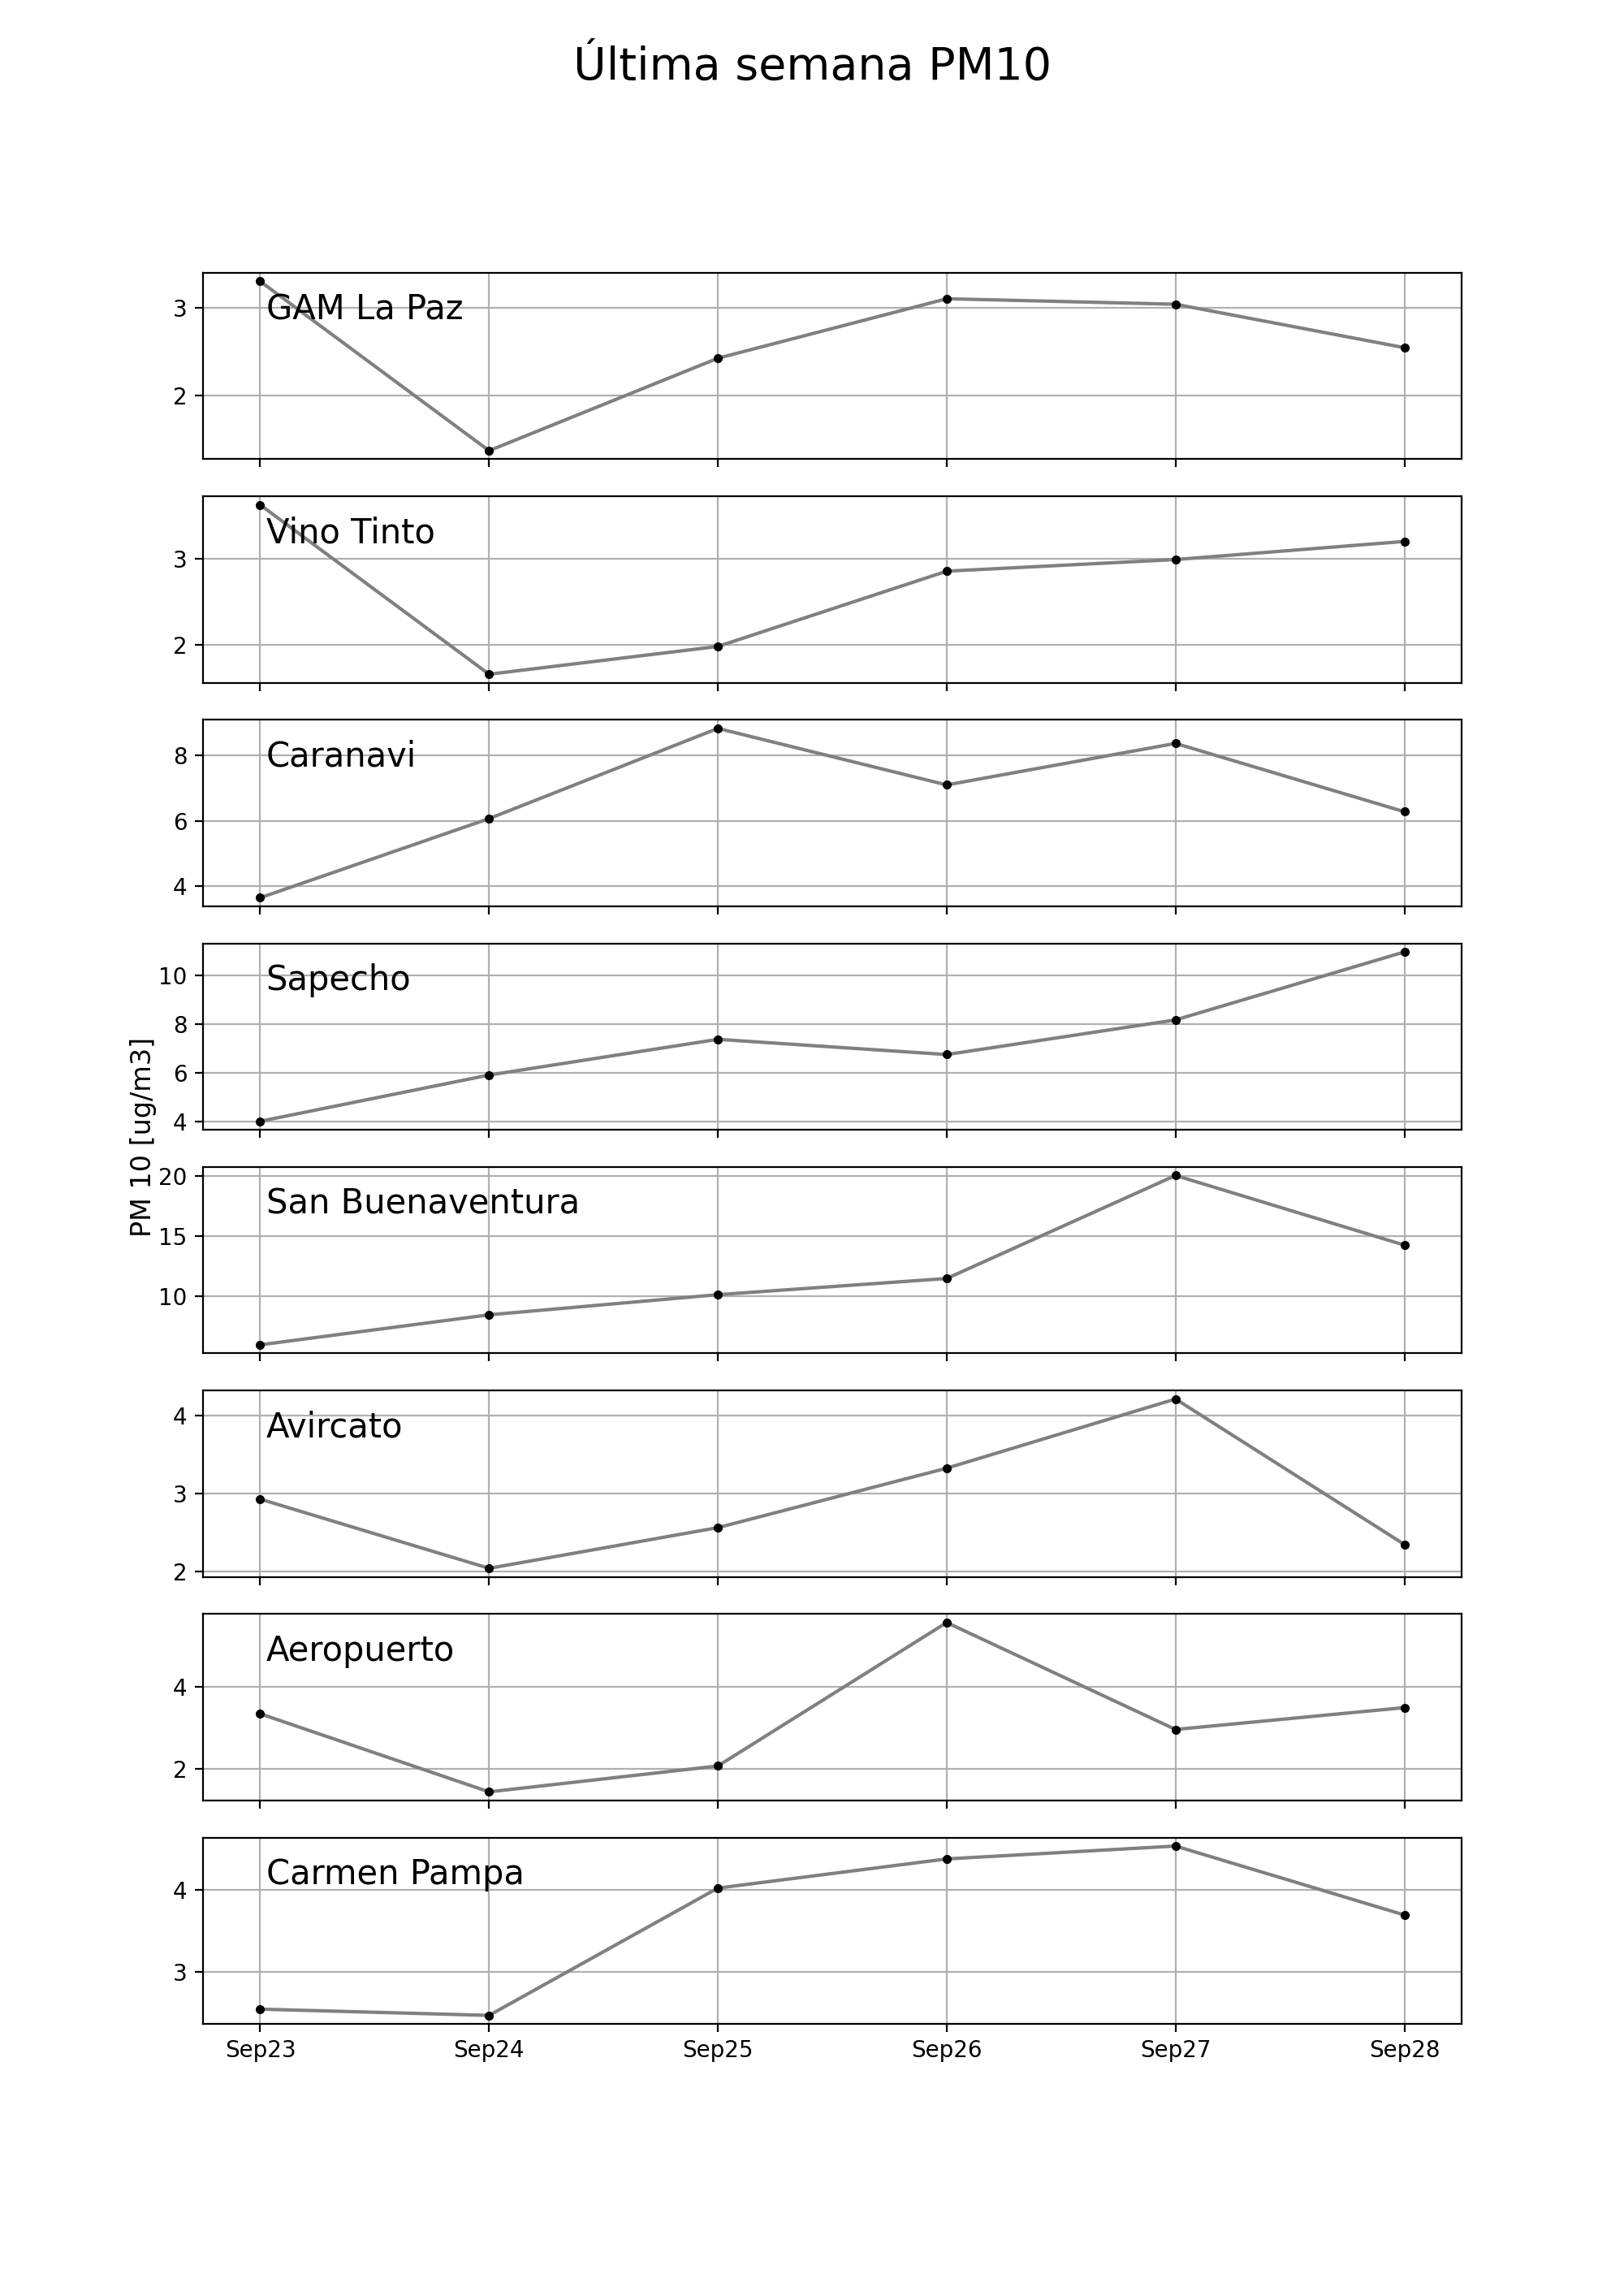 Última semana PM10
GAM La Paz
3
2
Vino Tinto
3
2
Caranavi
8
6
4
Sapecho
10
8
6
4
PM 10 [ug/m3]
San Buenaventura
20
15
10
Avircato
4
3
2
Aeropuerto
4
2
Carmen Pampa
4
3
Sep23 Sep24 Sep25 Sep26 Sep27 Sep28